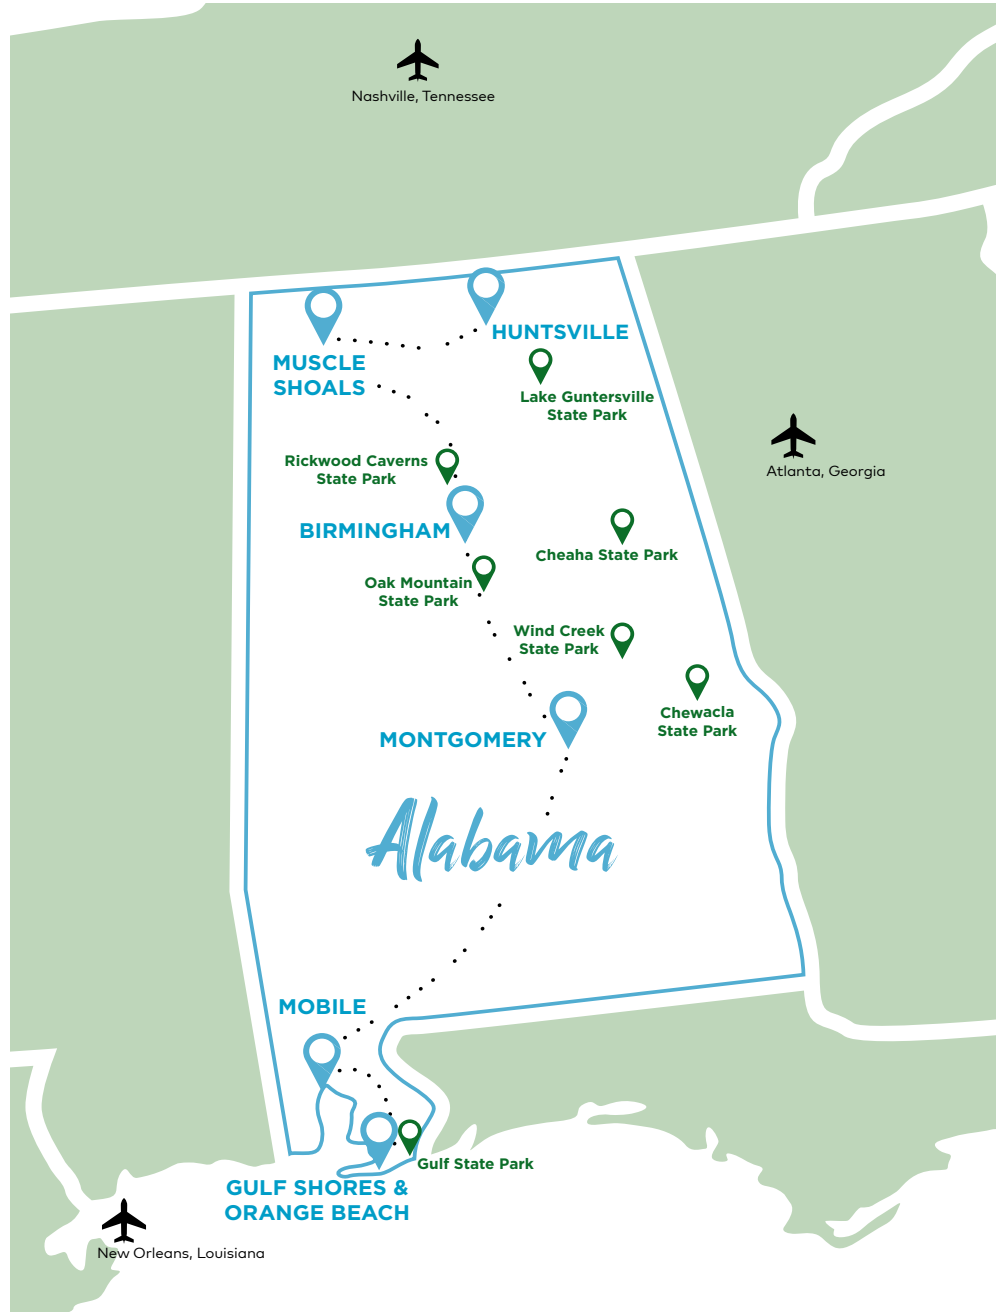 Nashville, Tennessee
HUNTSVILLE
MUSCLE
SHOALS
Lake Guntersville
State Park
Atlanta, Georgia
Rickwood Caverns
State Park
BIRMINGHAM
Cheaha State Park
Oak Mountain
State Park
Wind Creek
State Park
Chewacla
State Park
MONTGOMERY
Alabama
MOBILE
Gulf State Park
GULF SHORES &
ORANGE BEACH
New Orleans, Louisiana